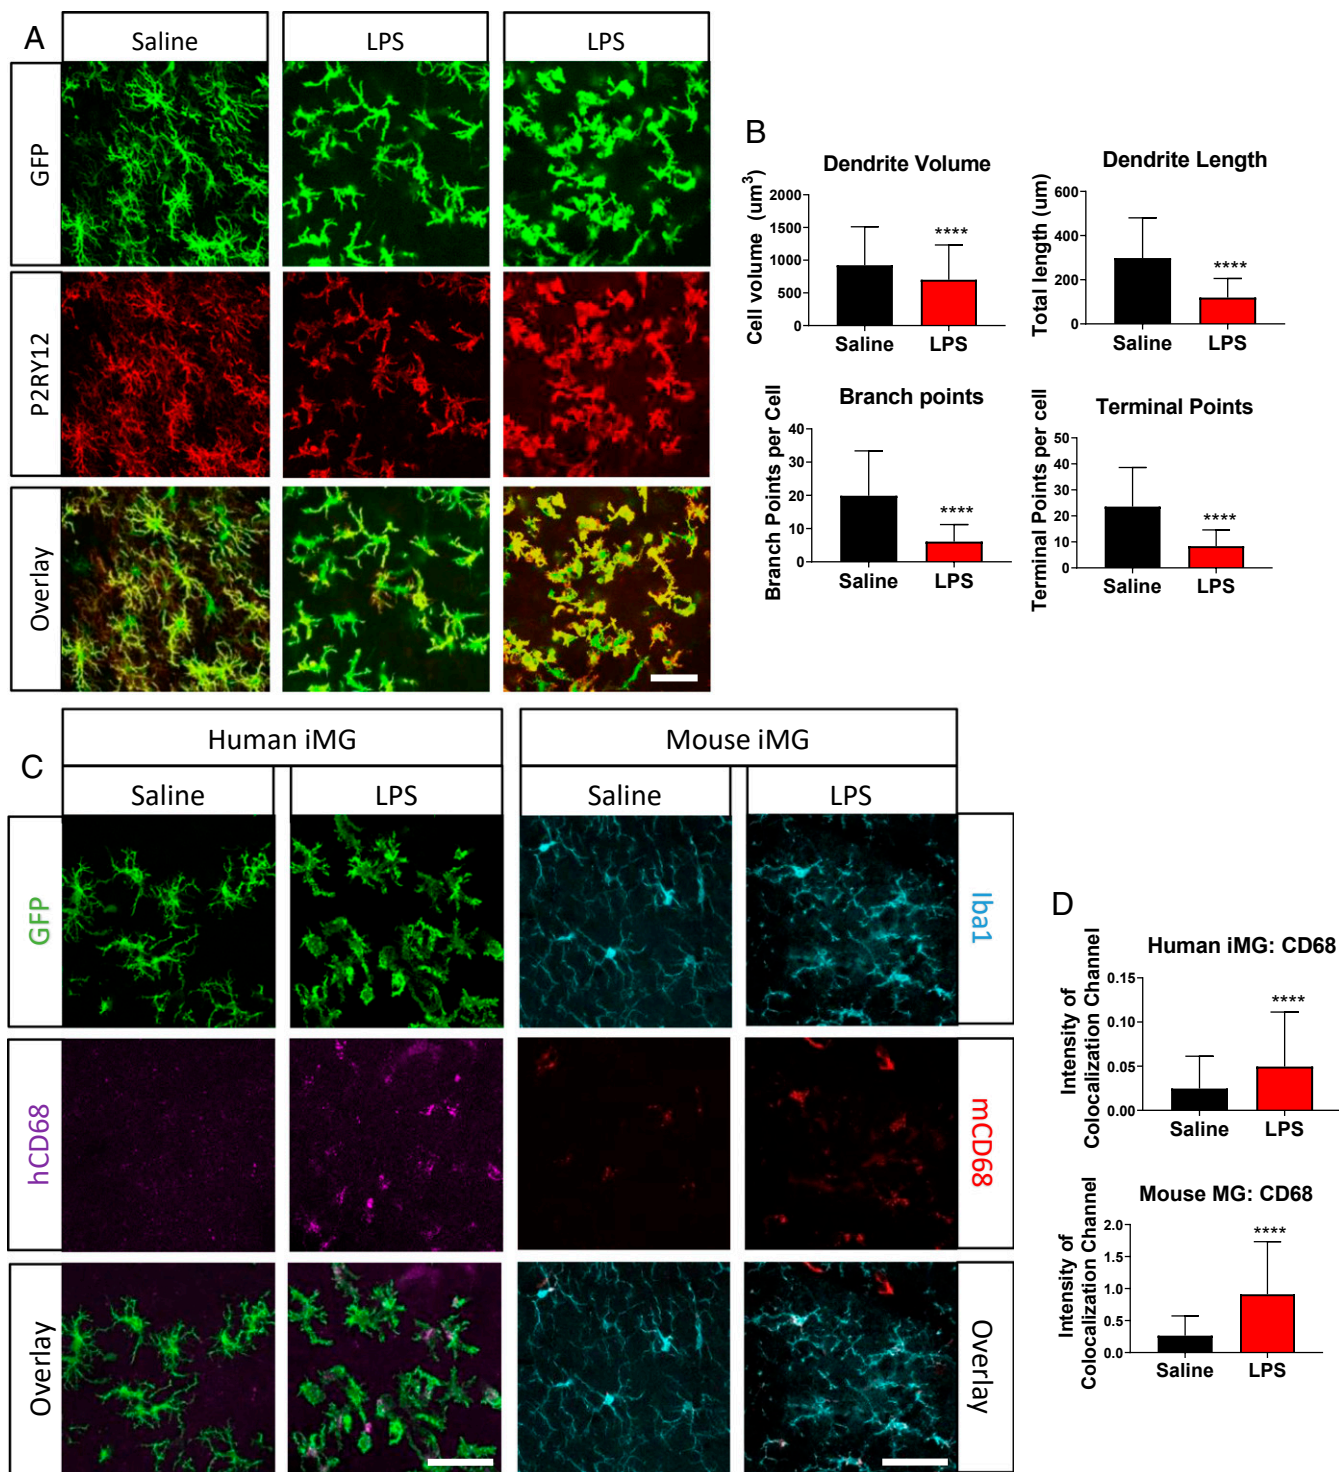 A
Saline
LPS
LPS
GFP
P2RY12
Overlay
B
Dendrite Volume
Cell volume (um³)
2000
1500
1000
500
0
Saline
LPS
****
Dendrite Length
Total length (um)
600
400
200
0
Saline
LPS
****
Branch points
Branch Points per Cell
40
30
20
10
0
Saline
LPS
****
Terminal Points
Terminal Points per cell
50
40
30
20
10
0
Saline
LPS
****
C
Human iMG
Mouse iMG
Saline
LPS
Saline
LPS
GFP
Iba1
hCD68
mCD68
Overlay
Overlay
D
Human iMG: CD68
Intensity of
Colocalization Channel
0.15
0.10
0.05
0.00
Saline
LPS
****
Mouse MG: CD68
Intensity of
Colocalization Channel
2.0
1.5
1.0
0.5
0.0
Saline
LPS
****